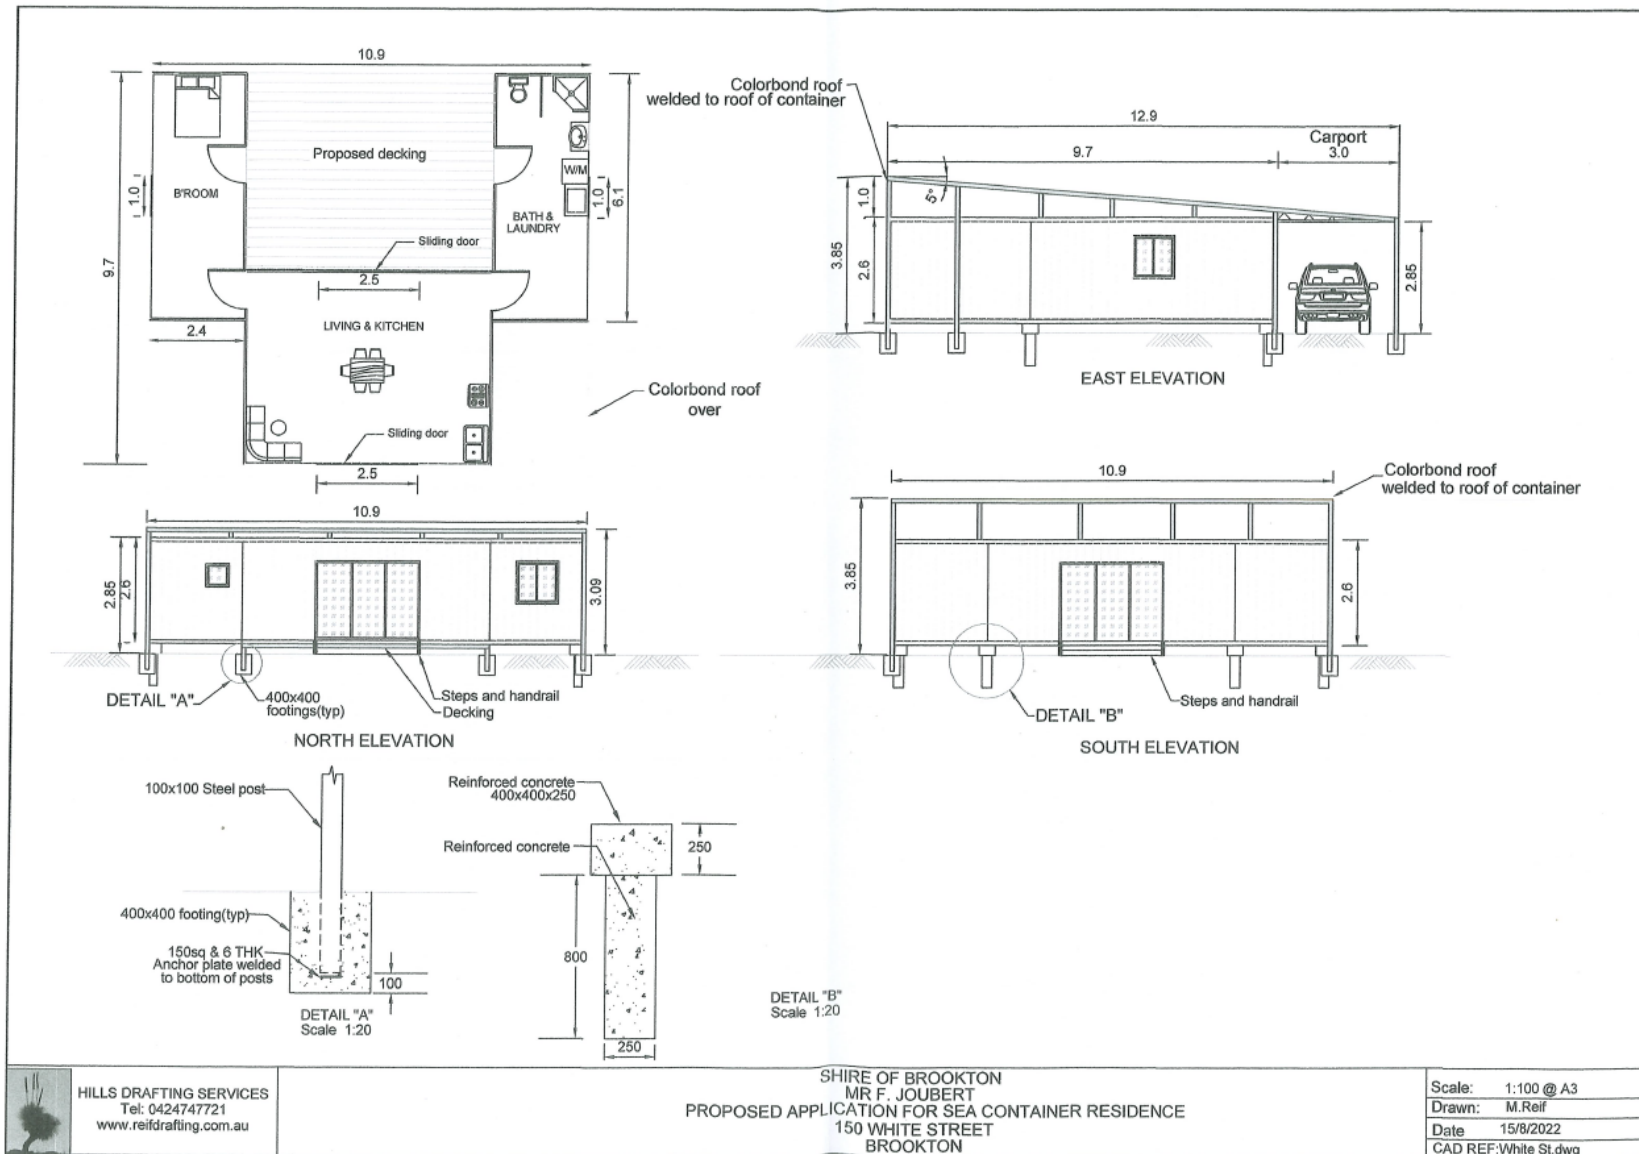 10.9
9.7
B'ROOM
1.0
Proposed decking
W/M
1.0
6.1
BATH &
LAUNDRY
Sliding door
2.5
2.4
LIVING & KITCHEN
Sliding door
2.5
Colorbond roof
over
Colorbond roof
welded to roof of container
12.9
Carport
9.7
3.0
5°
1.0
3.85
2.6
2.85
EAST ELEVATION
10.9
2.85
2.6
3.09
DETAIL "A"
400x400
footings(typ)
Steps and handrail
Decking
NORTH ELEVATION
10.9
Colorbond roof
welded to roof of container
3.85
2.6
Steps and handrail
DETAIL "B"
SOUTH ELEVATION
100x100 Steel post
400x400 footing(typ)
150sq & 6 THK
Anchor plate welded
to bottom of posts
100
DETAIL "A"
Scale 1:20
Reinforced concrete
400x400x250
Reinforced concrete
250
800
250
DETAIL "B"
Scale 1:20
HILLS DRAFTING SERVICES
Tel: 0424747721
www.reifdrafting.com.au
SHIRE OF BROOKTON
MR F. JOUBERT
PROPOSED APPLICATION FOR SEA CONTAINER RESIDENCE
150 WHITE STREET
BROOKTON
Scale: 1:100 @ A3
Drawn: M.Reif
Date 15/8/2022
CAD REF:White St.dwg